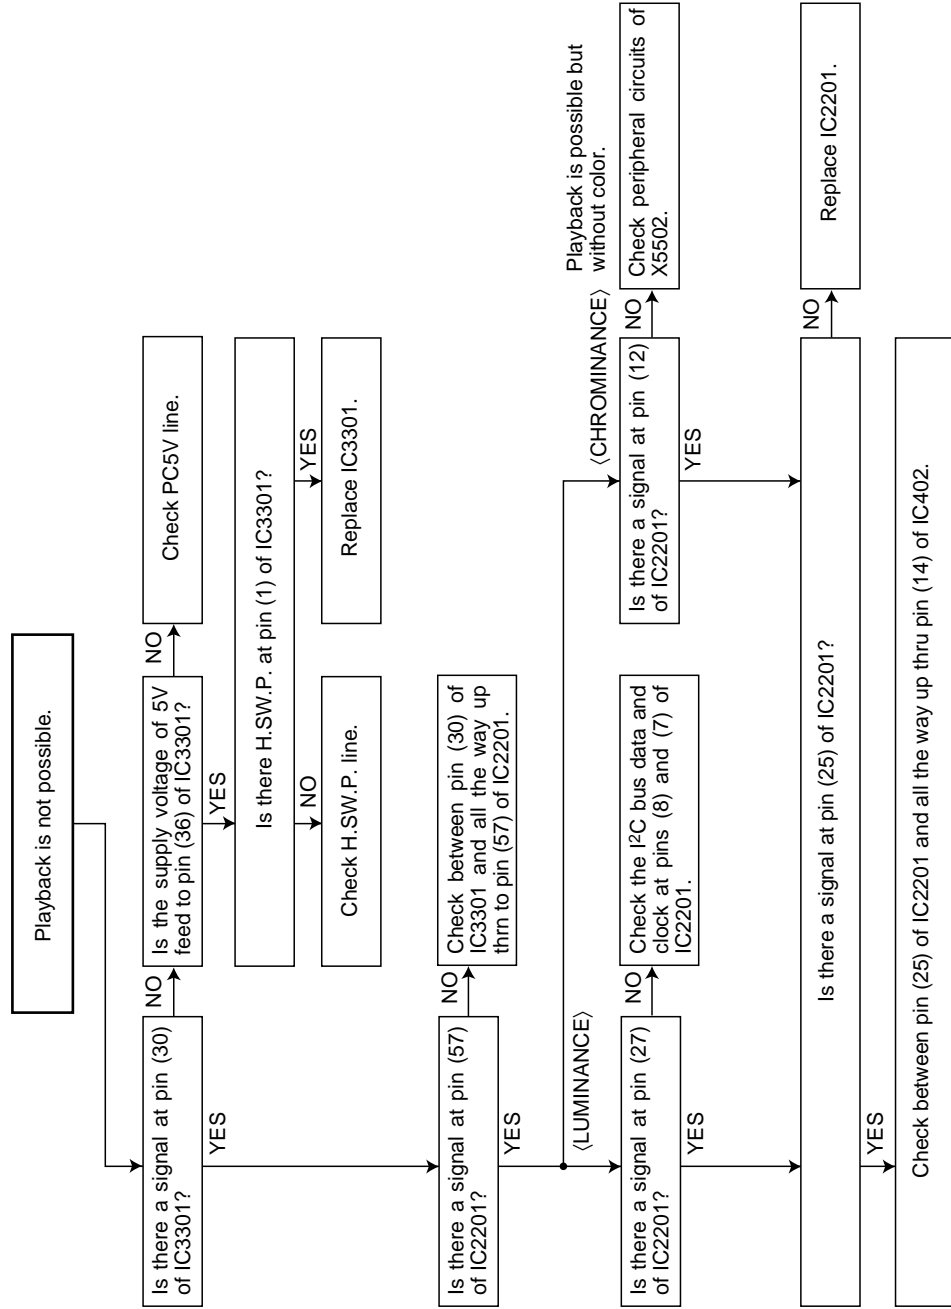 Playback is not possible.
Is there a signal at pin (30)
of IC3301?
NO
Is the supply voltage of 5V
feed to pin (36) of IC3301?
NO
Check PC5V line.
YES
YES
Is there H.SW.P. at pin (1) of IC3301?
NO
YES
Check H.SW.P. line.
Replace IC3301.
Is there a signal at pin (57)
of IC2201?
NO
Check between pin (30) of
IC3301 and all the way up
thrn to pin (57) of IC2201.
YES
〈LUMINANCE〉
〈CHROMINANCE〉
Playback is possible but
without color.
Is there a signal at pin (27)
of IC2201?
NO
Check the I2C bus data and
clock at pins (8) and (7) of
IC2201.
Is there a signal at pin (12)
of IC2201?
NO
Check peripheral circuits of
X5502.
YES
YES
Is there a signal at pin (25) of IC2201?
NO
Replace IC2201.
YES
Check between pin (25) of IC2201 and all the way up thru pin (14) of IC402.